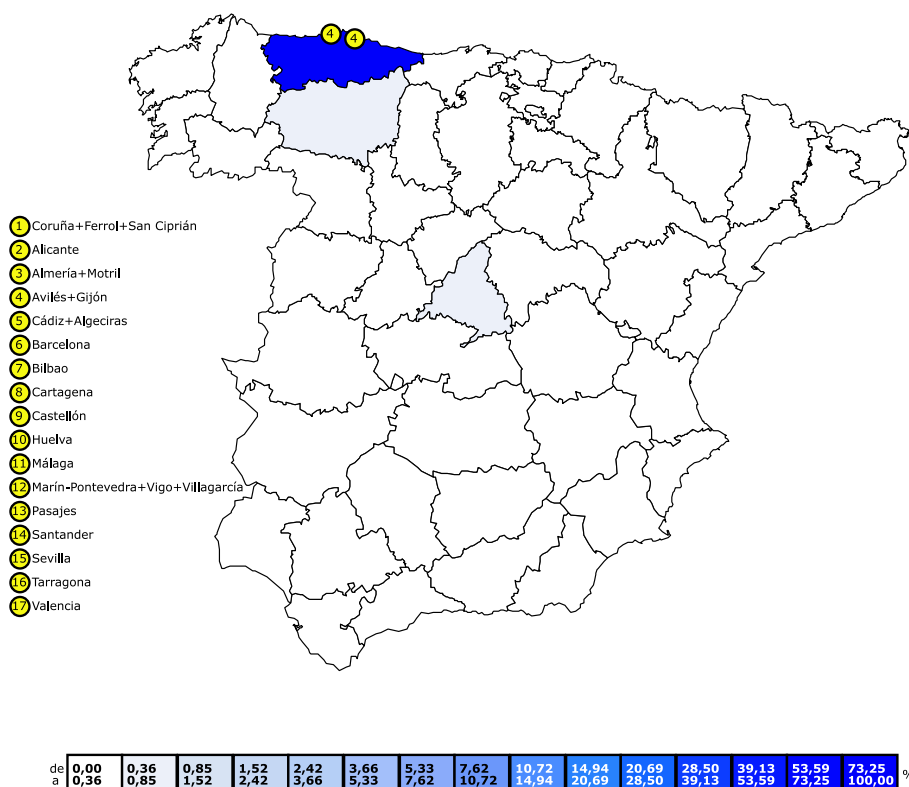 4 4
1 Coruña+Ferrol+San Ciprián
2 Alicante
3 Almería+Motril
4 Avilés+Gijón
5 Cádiz+Algeciras
6 Barcelona
7 Bilbao
8 Cartagena
9 Castellón
10 Huelva
11 Málaga
12 Marín-Pontevedra+Vigo+Villagarcía
13 Pasajes
14 Santander
15 Sevilla
16 Tarragona
17 Valencia
de 0,00 0,36 0,85 1,52 2,42 3,66 5,33 7,62 10,72 14,94 20,69 28,50 39,13 53,59 73,25 %
a 0,36 0,85 1,52 2,42 3,66 5,33 7,62 10,72 14,94 20,69 28,50 39,13 53,59 73,25 100,00